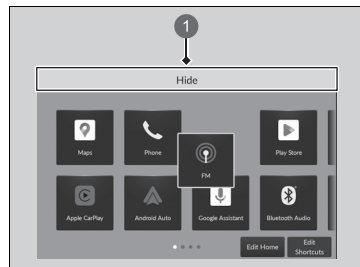 1
Hide
Maps
Phone
FM
Play Store
Apple CarPlay
Android Auto
Google Assistant
Bluetooth Audio
Edit Home
Edit
Shortcuts